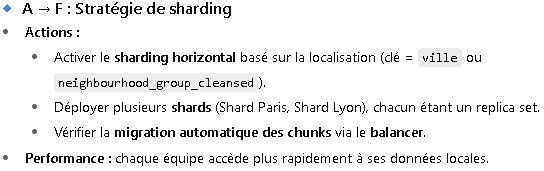 A → F : Stratégie de sharding
Actions :
Activer le sharding horizontal basé sur la localisation (clé = ville ou
neighbourhood_group_cleansed ).
Déployer plusieurs shards (Shard Paris, Shard Lyon), chacun étant un replica set.
Vérifier la migration automatique des chunks via le balancer.
Performance : chaque équipe accède plus rapidement à ses données locales.